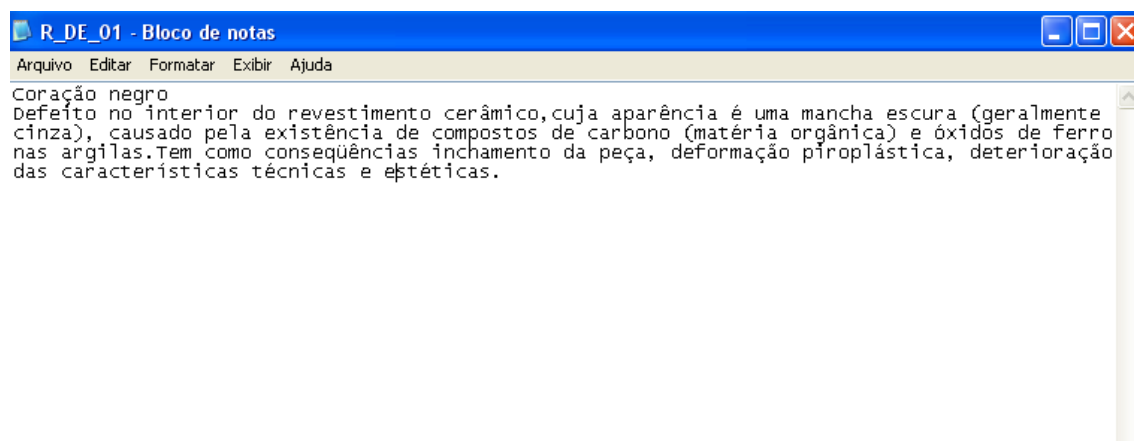 R_DE_01 - Bloco de notas
Arquivo Editar Formatar Exibir Ajuda
Coração negro
Defeito no interior do revestimento cerâmico,cuja aparência é uma mancha escura (geralmente
cinza), causado pela existência de compostos de carbono (matéria orgânica) e óxidos de ferro
nas argilas.Tem como conseqüências inchamento da peça, deformação piroplástica, deterioração
das características técnicas e estéticas.